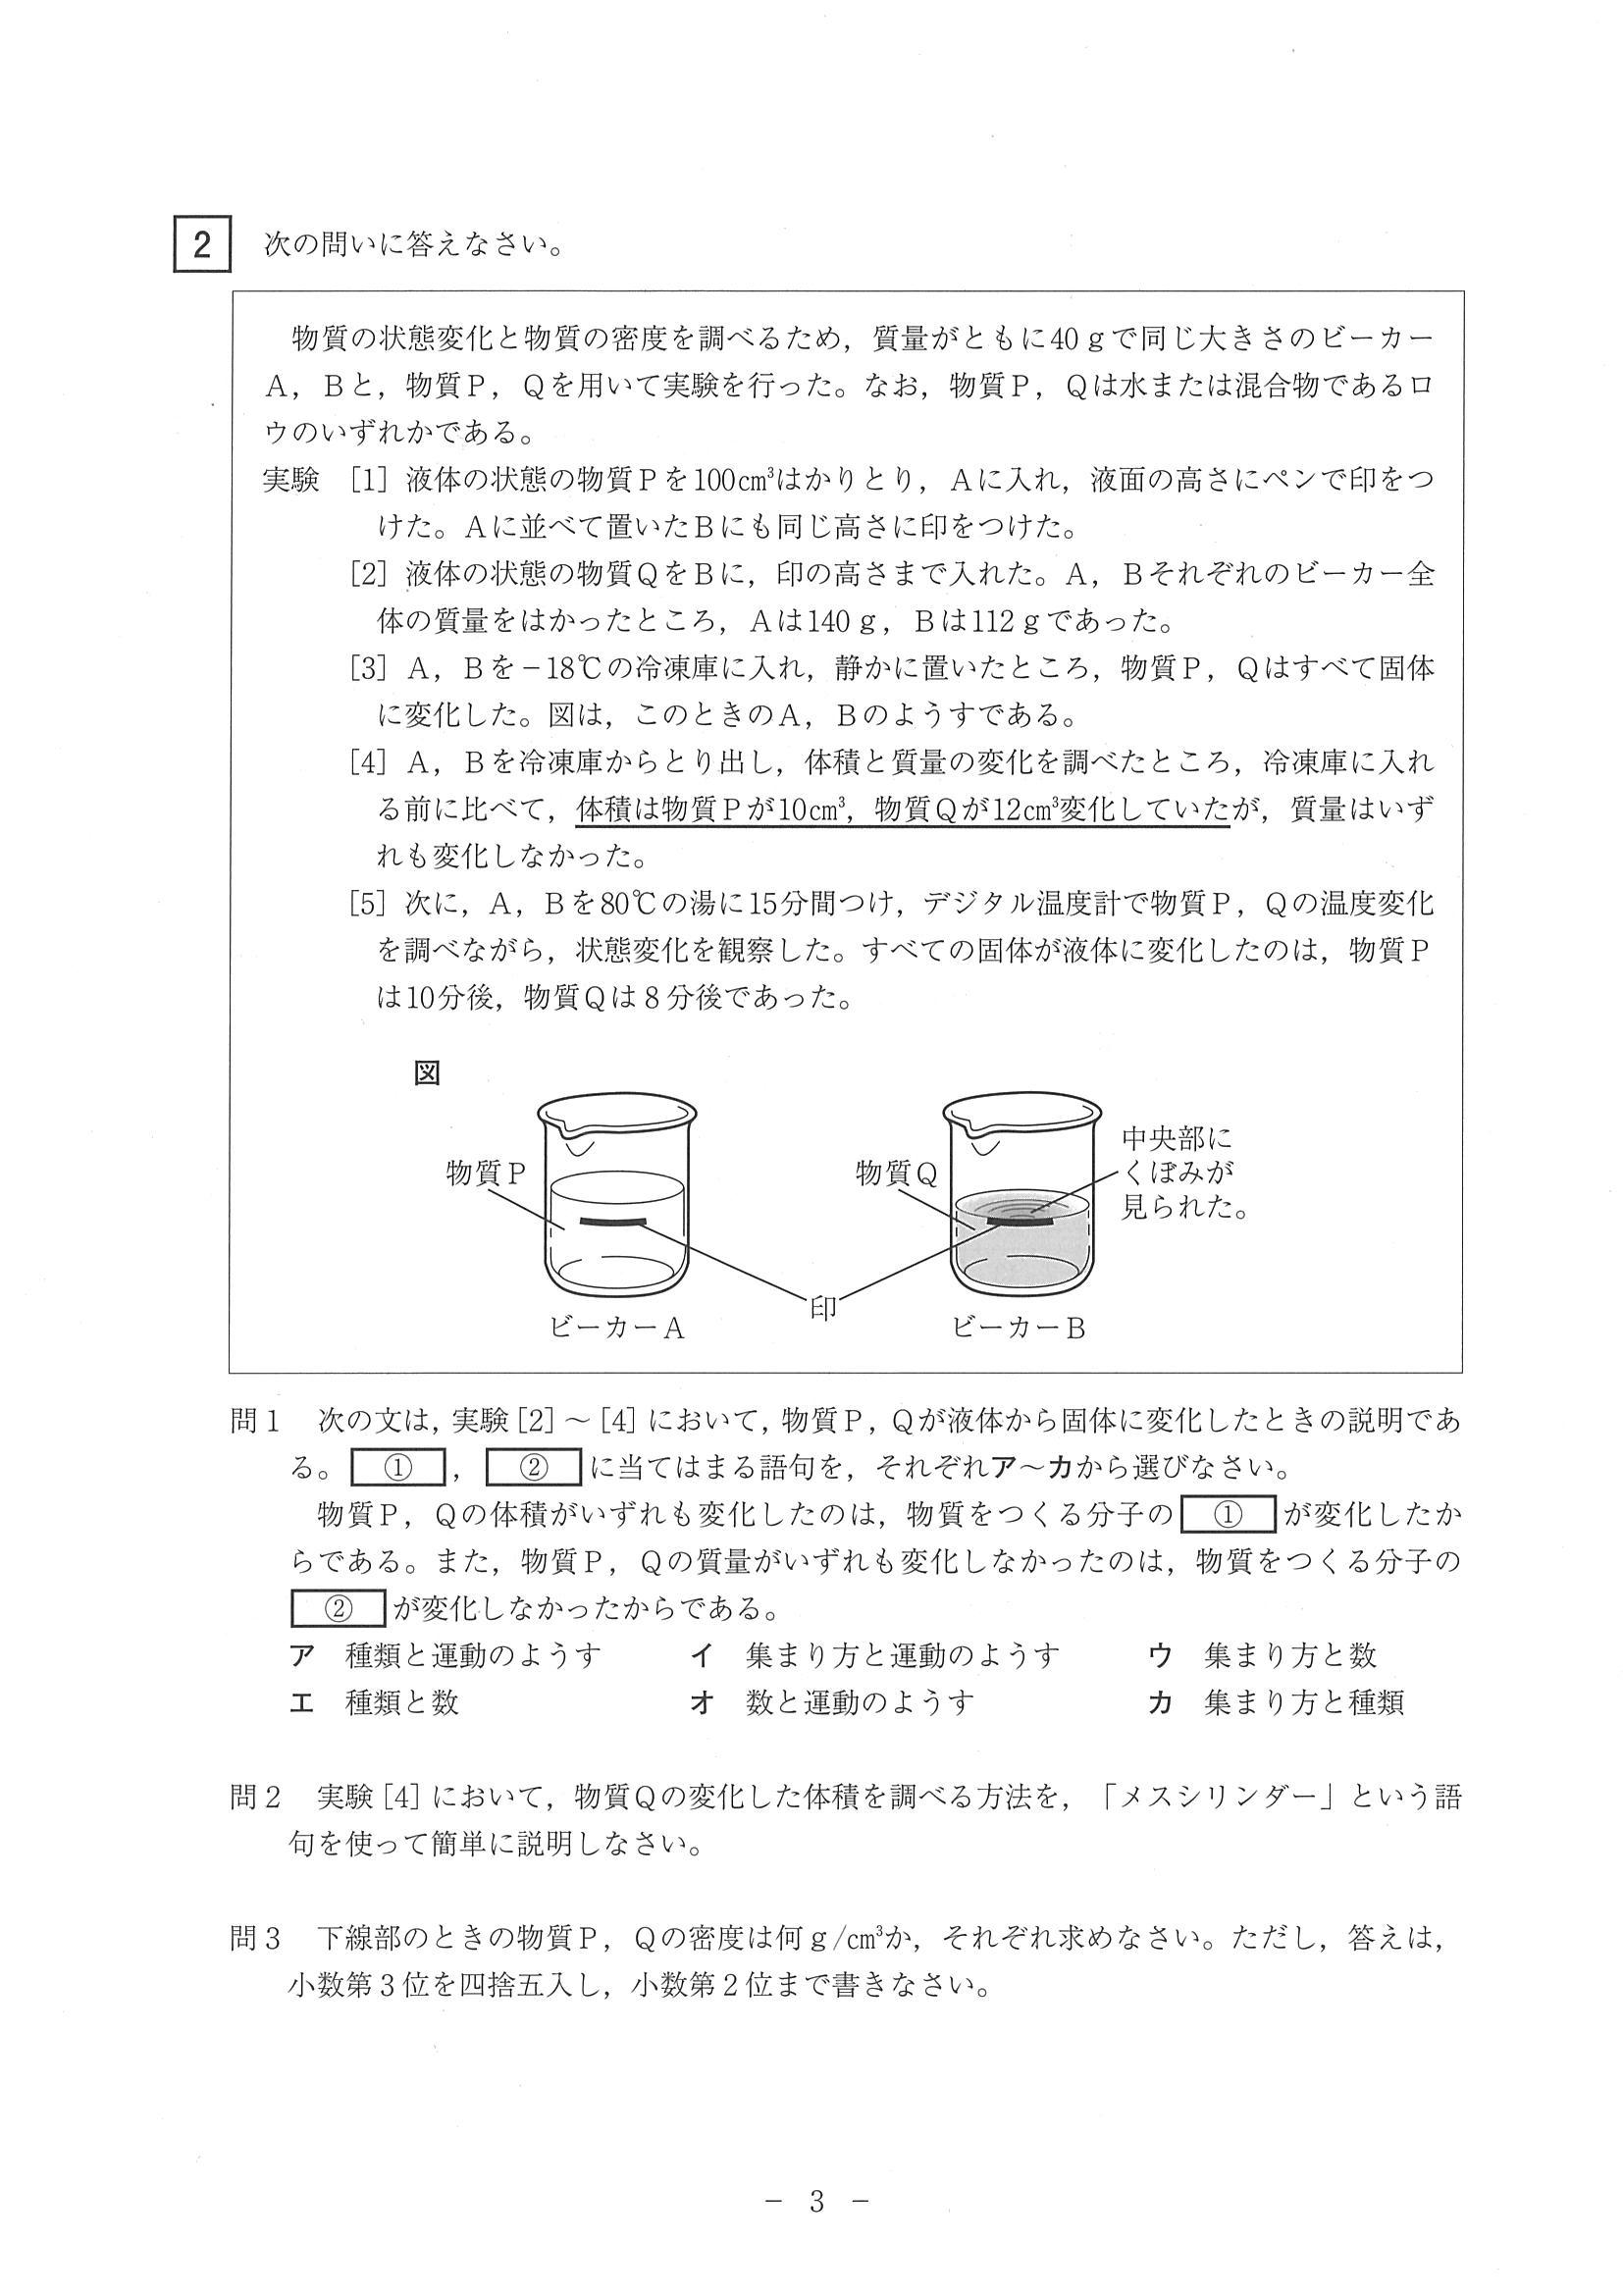 2 次の問いに答えなさい。
物質の状態変化と物質の密度を調べるため，質量がともに40ｇで同じ大きさのビーカー
Ａ，Ｂと，物質Ｐ，Ｑを用いて実験を行った。なお，物質Ｐ，Ｑは水または混合物であるロ
ウのいずれかである。
実験 ［1］ 液体の状態の物質Ｐを100cm³はかりとり，Ａに入れ，液面の高さにペンで印をつ
けた。Ａに並べて置いたＢにも同じ高さに印をつけた。
［2］ 液体の状態の物質ＱをＢに，印の高さまで入れた。Ａ，Ｂそれぞれのビーカー全
体の質量をはかったところ，Ａは140ｇ，Ｂは112ｇであった。
［3］ Ａ，Ｂを－18℃の冷凍庫に入れ，静かに置いたところ，物質Ｐ，Ｑはすべて固体
に変化した。図は，このときのＡ，Ｂのようすである。
［4］ Ａ，Ｂを冷凍庫からとり出し，体積と質量の変化を調べたところ，冷凍庫に入れ
る前に比べて，体積は物質Ｐが10cm³，物質Ｑが12cm³変化していたが，質量はいず
れも変化しなかった。
［5］ 次に，Ａ，Ｂを80℃の湯に15分間つけ，デジタル温度計で物質Ｐ，Ｑの温度変化
を調べながら，状態変化を観察した。すべての固体が液体に変化したのは，物質Ｐ
は10分後，物質Ｑは８分後であった。
図
物質Ｐ
物質Ｑ
中央部に
くぼみが
見られた。
印
ビーカーＡ
ビーカーＢ
問１ 次の文は，実験［2］～［4］において，物質Ｐ，Ｑが液体から固体に変化したときの説明であ
る。 ① ， ② に当てはまる語句を，それぞれア～カから選びなさい。
物質Ｐ，Ｑの体積がいずれも変化したのは，物質をつくる分子の ① が変化したか
らである。また，物質Ｐ，Ｑの質量がいずれも変化しなかったのは，物質をつくる分子の
② が変化しなかったからである。
ア 種類と運動のようす イ 集まり方と運動のようす ウ 集まり方と数
エ 種類と数 オ 数と運動のようす カ 集まり方と種類
問２ 実験［4］において，物質Ｑの変化した体積を調べる方法を，「メスシリンダー」という語
句を使って簡単に説明しなさい。
問３ 下線部のときの物質Ｐ，Ｑの密度は何ｇ/cm³か，それぞれ求めなさい。ただし，答えは，
小数第３位を四捨五入し，小数第２位まで書きなさい。
－ 3 －